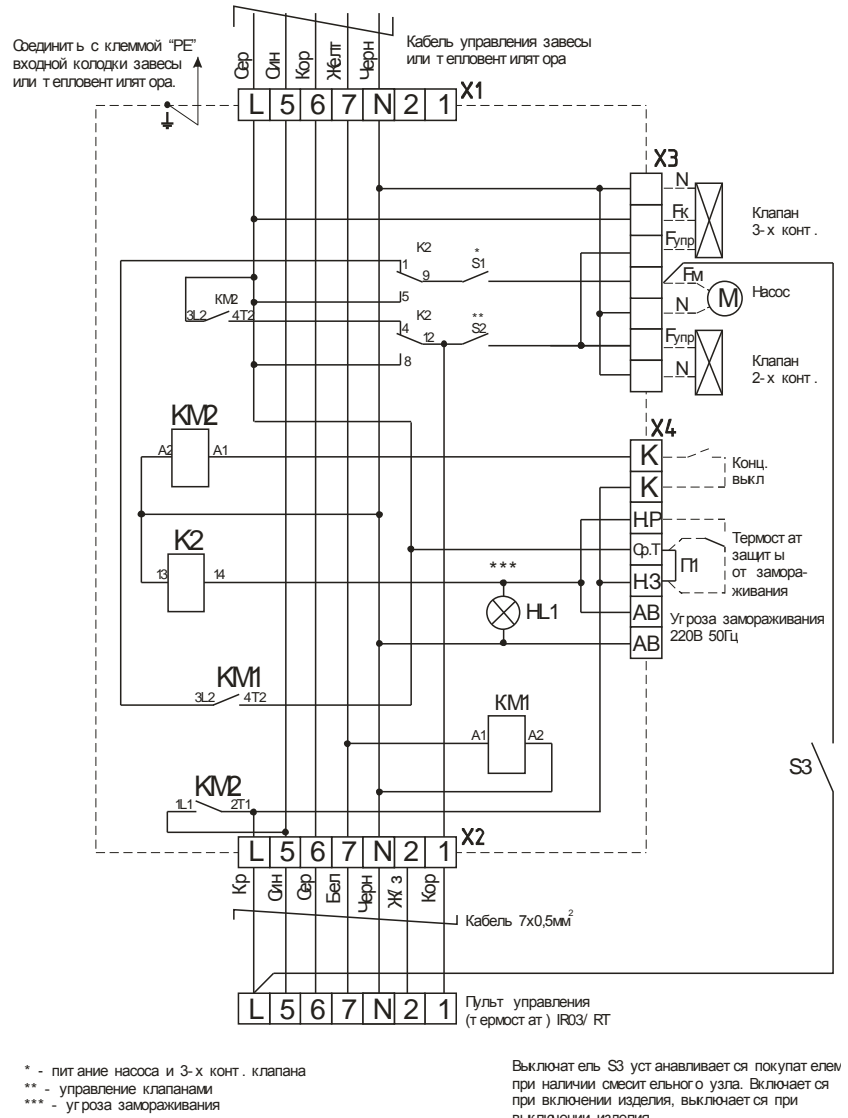 Соединить с клеммой “PE”
входной колодки завесы
или тепловентилятора.
Сер
Син
Кор
Желт
Черн
Кабель управления завесы
или тепловентилятора
L 5 6 7 N 2 1
X1
X3
N
Fк
Fупр
Клапан
3-х конт.
Fм
N
M
Насос
Fупр
N
Клапан
2-х конт.
K2
1
9
5
*
S1
KM2
3L2 4T2
K2
4
12
8
**
S2
KM2
A2 A1
X4
K
K
Н.Р
Ср.Т
Н.З
АВ
АВ
Конц.
выкл
П1
Термостат
защиты
от замора-
живания
Угроза замораживания
220В 50Гц
K2
13 14
***
HL1
KM1
3L2 4T2
KM1
A1 A2
S3
KM2
1L1 2T1
X2
L 5 6 7 N 2 1
Кр
Син
Сер
Бел
Черн
Ж/з
Кор
Кабель 7х0,5мм²
L 5 6 7 N 2 1
Пульт управления
(термостат) IR03/ RT
* - питание насоса и 3-х конт. клапана
** - управление клапанами
*** - угроза замораживания
Выключатель S3 устанавливается покупателем
при наличии смесительного узла. Включается
при включении изделия, выключается при
выключении изделия